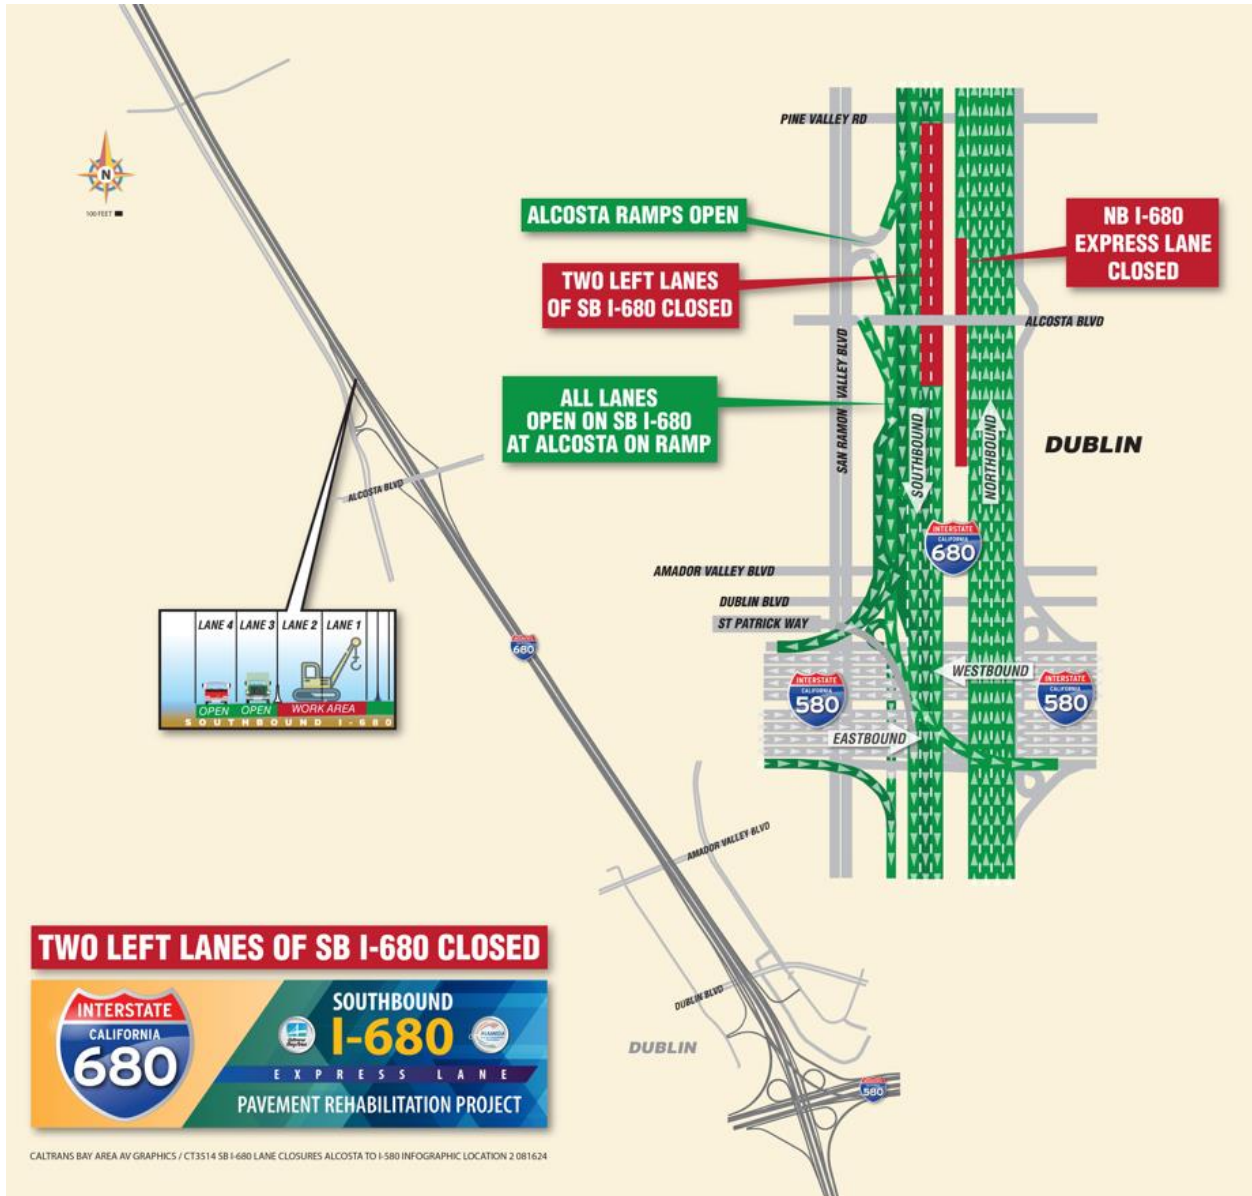 N
100 FEET
PINE VALLEY RD
ALCOSTA RAMPS OPEN
TWO LEFT LANES
OF SB I-680 CLOSED
NB I-680
EXPRESS LANE
CLOSED
ALCOSTA BLVD
SAN RAMON VALLEY BLVD
ALL LANES
OPEN ON SB I-680
AT ALCOSTA ON RAMP
SOUTHBOUND
NORTHBOUND
DUBLIN
INTERSTATE
CALIFORNIA
680
AMADOR VALLEY BLVD
DUBLIN BLVD
ST PATRICK WAY
WESTBOUND
INTERSTATE
CALIFORNIA
580
INTERSTATE
CALIFORNIA
580
EASTBOUND
ALCOSTA BLVD
LANE 4 LANE 3 LANE 2 LANE 1
OPEN OPEN WORK AREA
SOUTHBOUND I-680
680
AMADOR VALLEY BLVD
DUBLIN BLVD
DUBLIN
580
TWO LEFT LANES OF SB I-680 CLOSED
INTERSTATE
CALIFORNIA
680
SOUTHBOUND
I-680
EXPRESS LANE
PAVEMENT REHABILITATION PROJECT
CALTRANS BAY AREA AV GRAPHICS / CT3514 SB I-680 LANE CLOSURES ALCOSTA TO I-580 INFOGRAPHIC LOCATION 2 081624